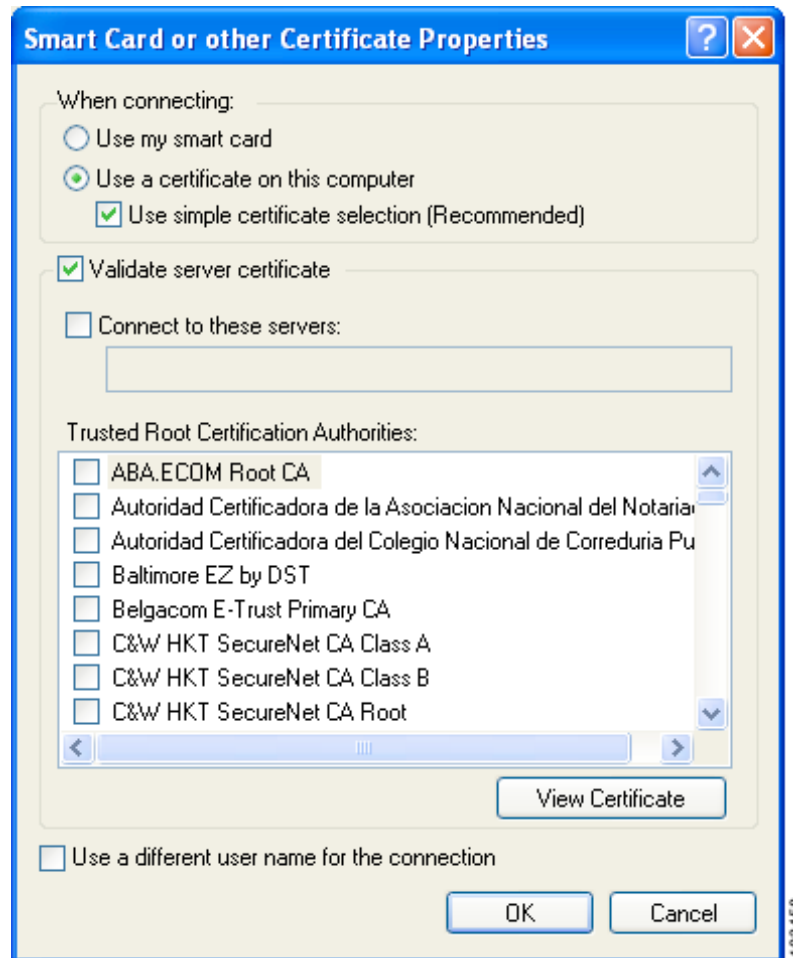 Smart Card or other Certificate Properties
When connecting:
Use my smart card
Use a certificate on this computer
Use simple certificate selection (Recommended)
Validate server certificate
Connect to these servers:
Trusted Root Certification Authorities:
ABA.ECOM Root CA
Autoridad Certificadora de la Asociacion Nacional del Notaria
Autoridad Certificadora del Colegio Nacional de Correduria Pu
Baltimore EZ by DST
Belgacom E-Trust Primary CA
C&W HKT SecureNet CA Class A
C&W HKT SecureNet CA Class B
C&W HKT SecureNet CA Root
View Certificate
Use a different user name for the connection
OK
Cancel